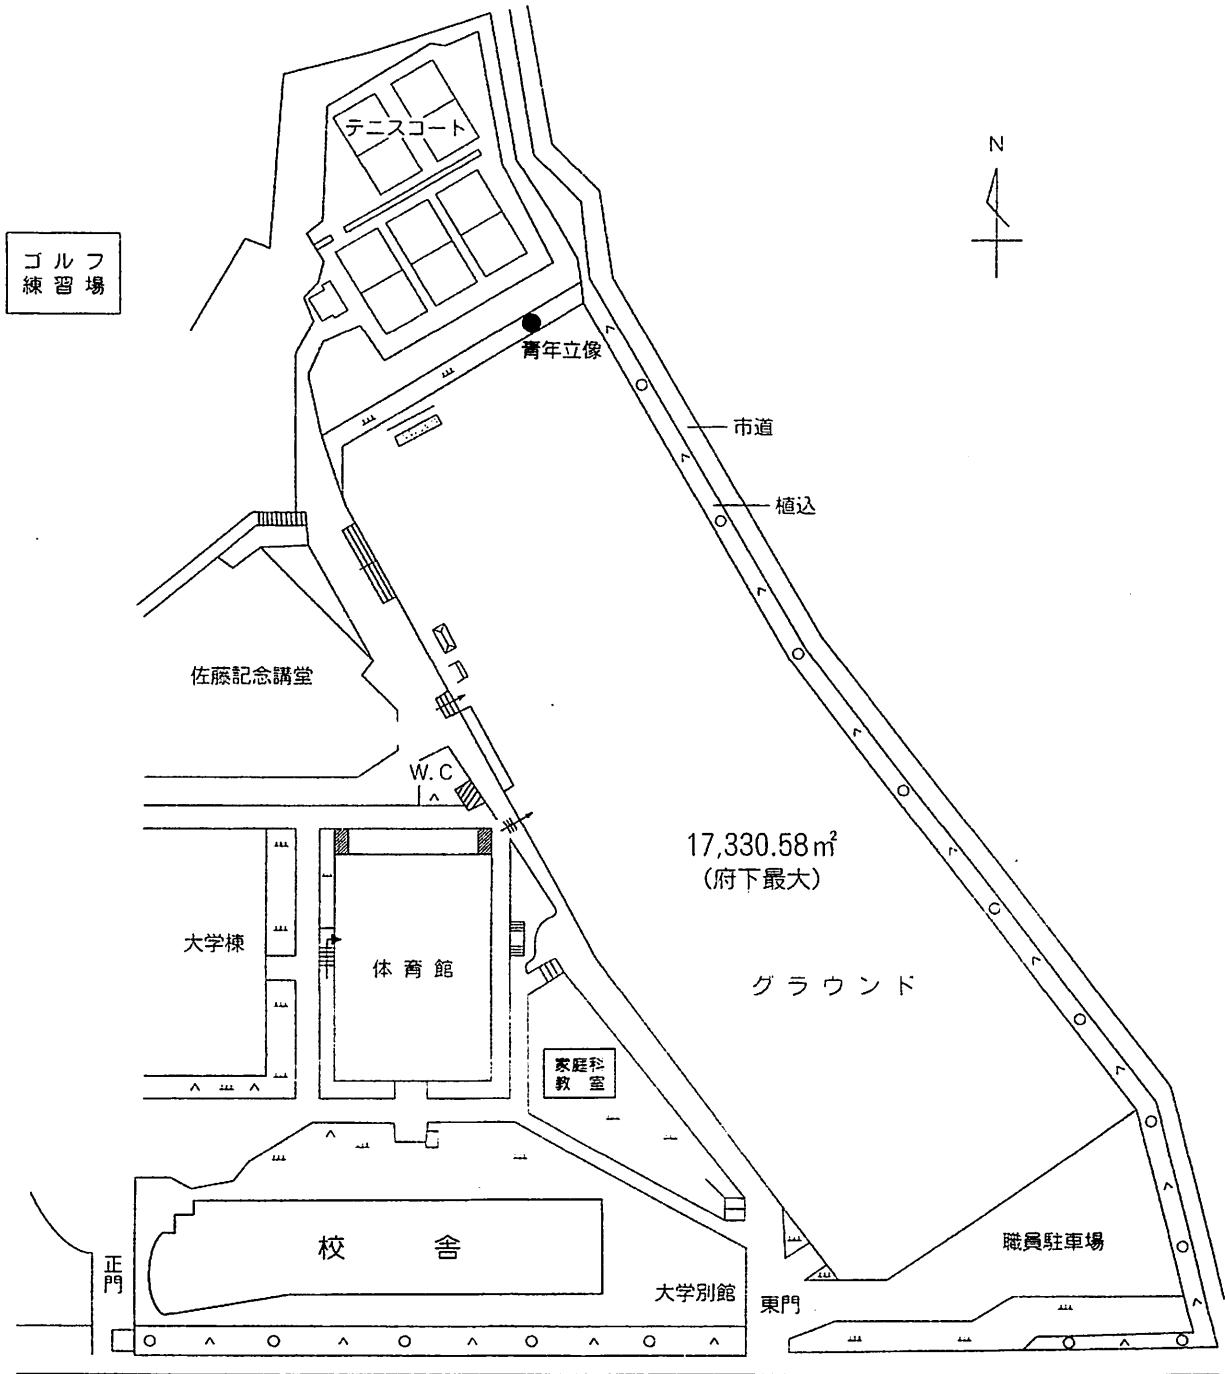 N
テニスコート
ゴルフ
練習場
青年立像
市道
植込
佐藤記念講堂
W.C
17,330.58㎡
(府下最大)
大学棟
体育館
グラウンド
家庭科
教室
職員駐車場
校舎
正門
大学別館
東門